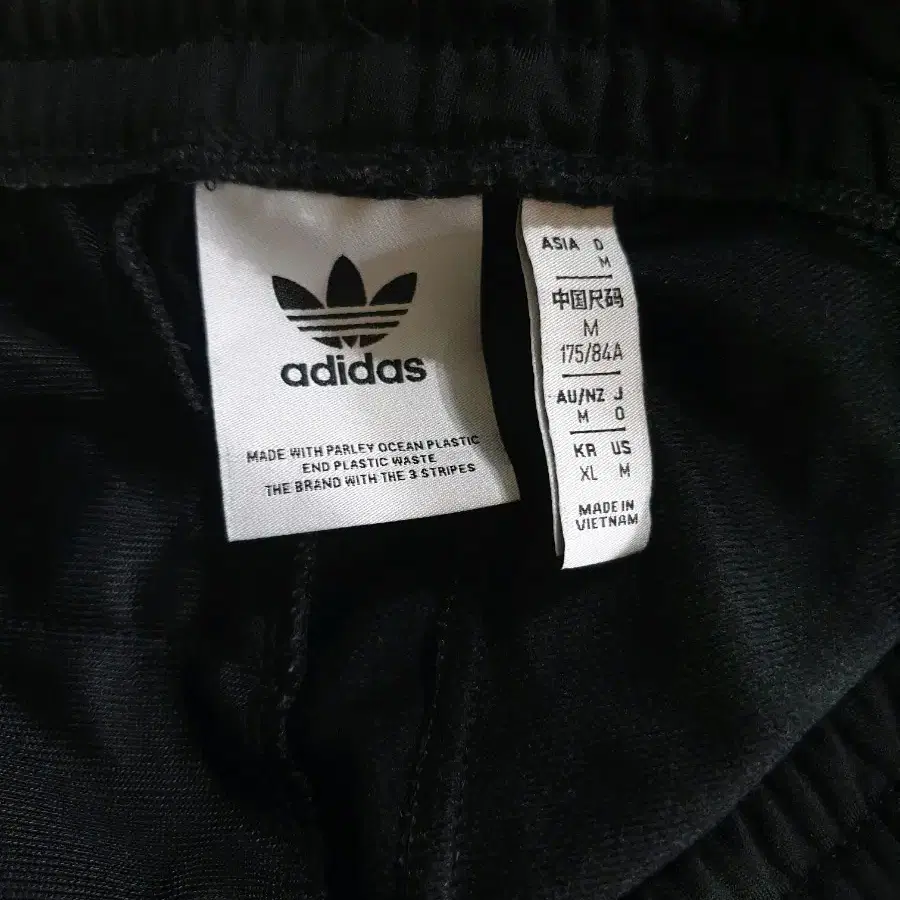 adidas
MADE WITH PARLEY OCEAN PLASTIC
END PLASTIC WASTE
THE BRAND WITH THE 3 STRIPES
ASIA O
M
中国尺码
M
175/84A
AU/NZ J
M O
KR US
XL M
MADE IN
VIETNAM